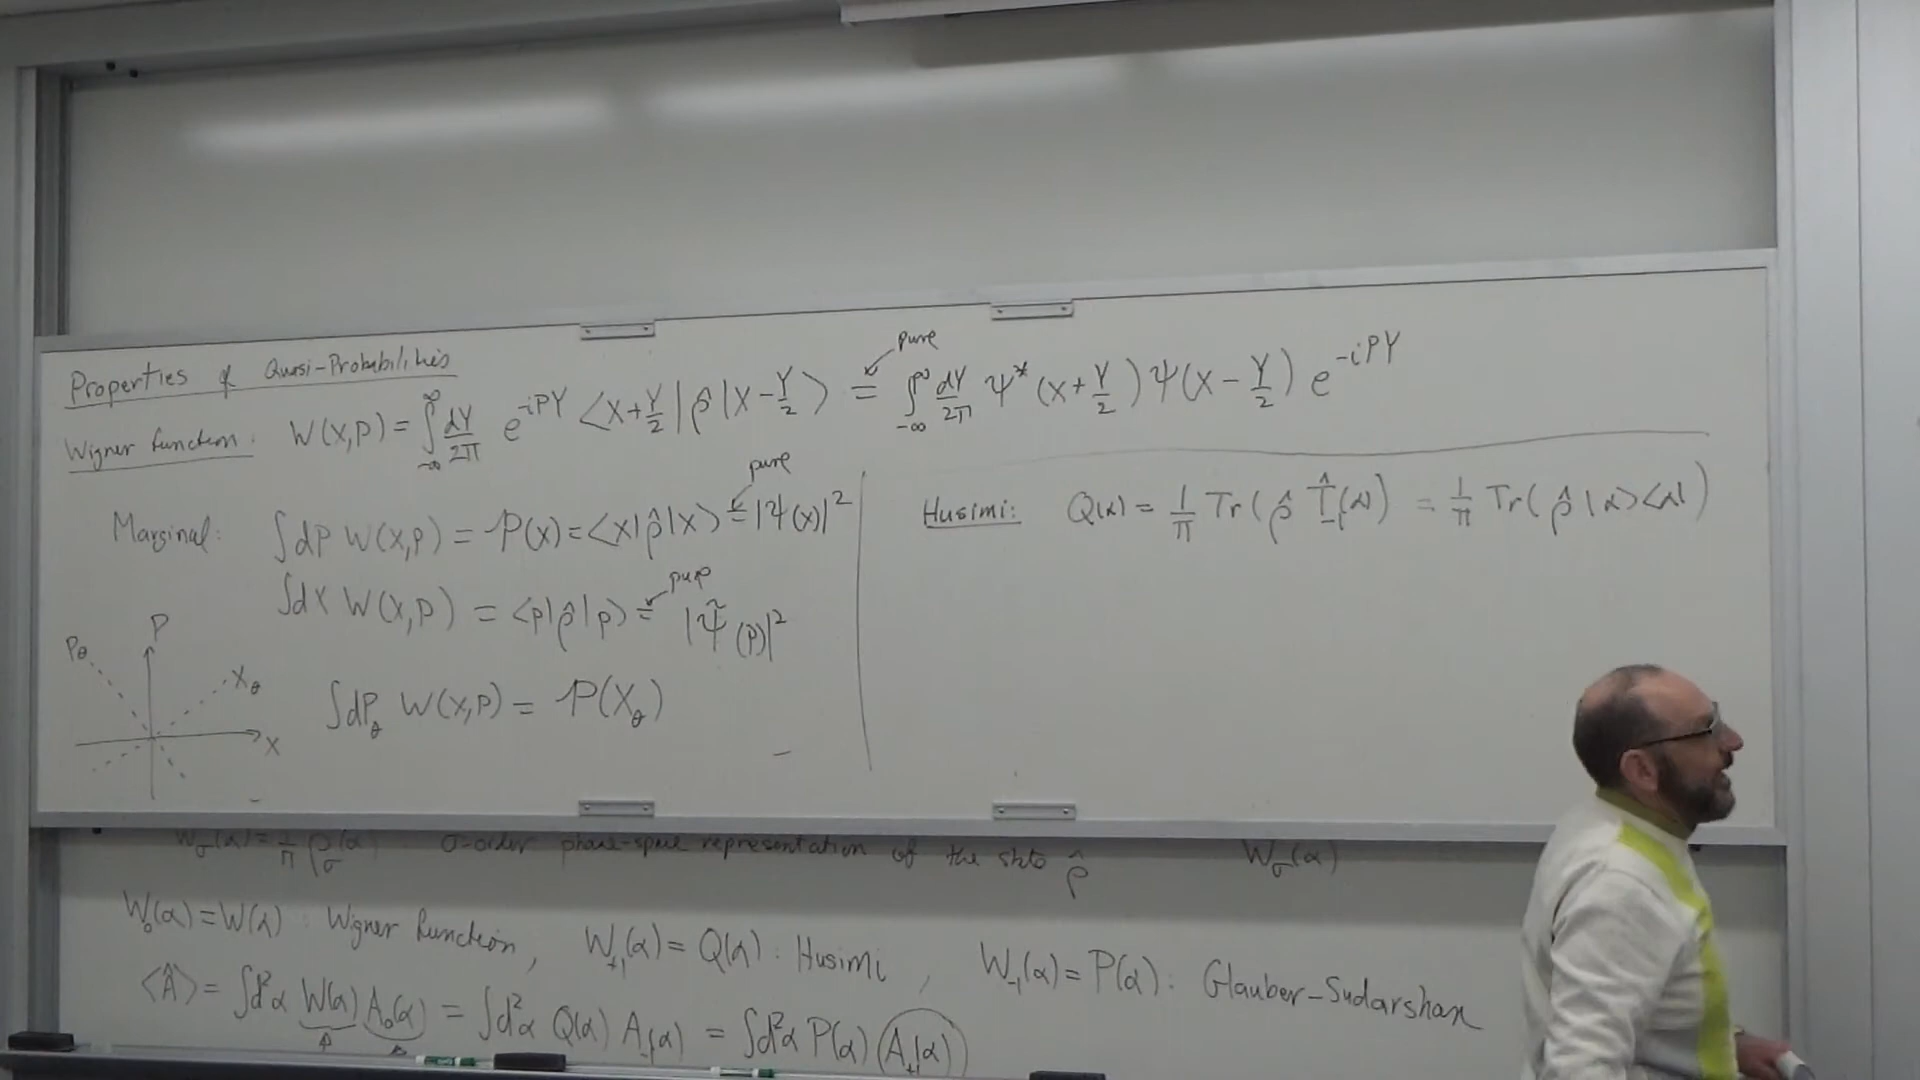 Properties of Quasi-Probabilities
Wigner function: W(X,P) = ∫_{-∞}^{∞} dY/2π e^{-iPY} <X+Y/2|ρ̂|X-Y/2> = (pure) ∫_{-∞}^{∞} dY/2π ψ*(X+Y/2) ψ(X-Y/2) e^{-iPY}
Marginal: ∫dP W(X,P) = P(X) = <X|ρ̂|X> = (pure) |ψ(X)|²
∫dX W(X,P) = <P|ρ̂|P> = (pure) |ψ̃(P)|²
∫dP_θ W(X,P) = P(X_θ)
P_θ P X_θ X
Husimi: Q(α) = 1/π Tr(ρ̂ T̂_{-1}(α)) = 1/π Tr(ρ̂ |α><α|)
W_σ(α) = 1/π ρ_σ(α σ-order phase-space representation of the state ρ̂ W_σ(α)
W_0(α) = W(α) : Wigner function, W_{+1}(α) = Q(α) : Husimi, W_{-1}(α) = P(α) : Glauber-Sudarshan
<Â> = ∫d²α W(α) A_0(α) = ∫d²α Q(α) A_{-1}(α) = ∫d²α P(α) A_{+1}(α)